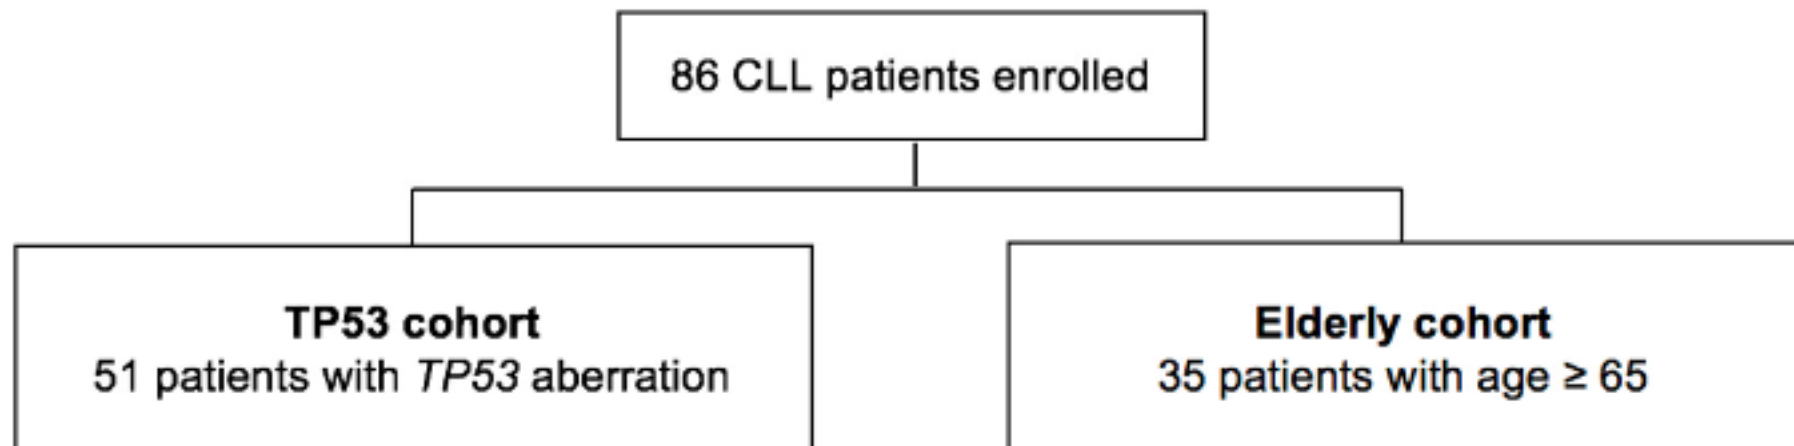 86 CLL patients enrolled
TP53 cohort
51 patients with TP53 aberration
Elderly cohort
35 patients with age ≥ 65